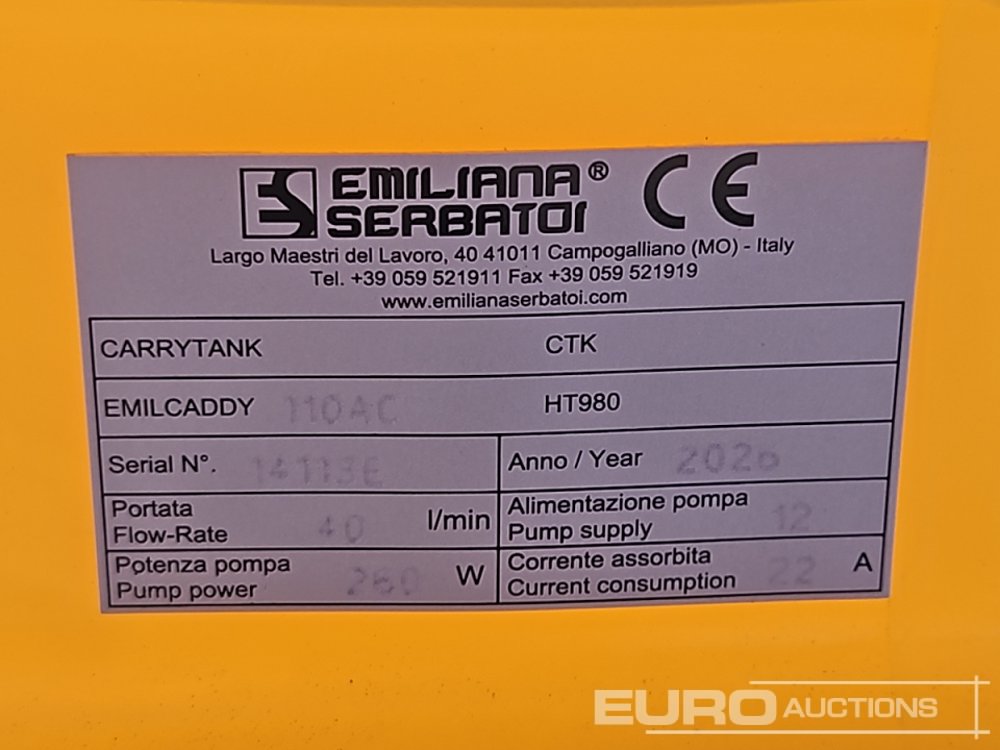 EMILIANA®
SERBATOI
CE
Largo Maestri del Lavoro, 40 41011 Campogalliano (MO) - Italy
Tel. +39 059 521911 Fax +39 059 521919
www.emilianaserbatoi.com
CARRYTANK CTK
EMILCADDY 110AC HT980
Serial N°. 14113E Anno / Year 2026
Portata
Flow-Rate 40 l/min
Alimentazione pompa
Pump supply 12
Potenza pompa
Pump power 260 W
Corrente assorbita
Current consumption 22 A
EURO AUCTIONS